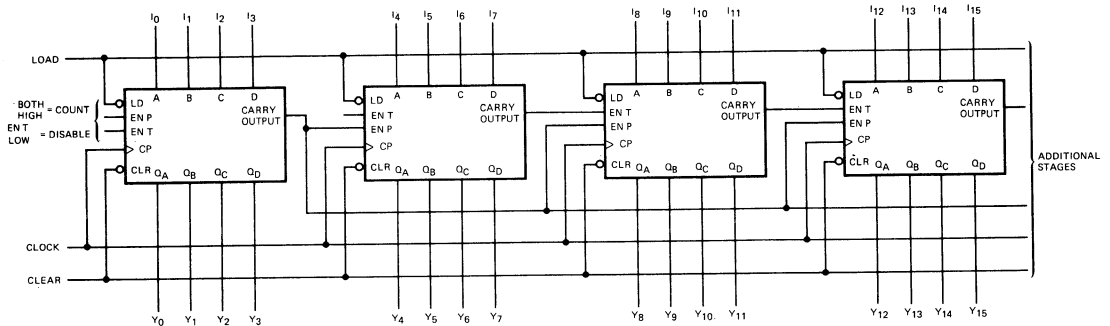 I0 I1 I2 I3 I4 I5 I6 I7 I8 I9 I10 I11 I12 I13 I14 I15
LOAD
A B C D
LD
BOTH HIGH = COUNT
EN T LOW = DISABLE
EN P
EN T
CARRY OUTPUT
CP
CLR
QA QB QC QD
A B C D
LD
EN T
EN P
CARRY OUTPUT
CP
CLR
QA QB QC QD
A B C D
LD
EN T
EN P
CARRY OUTPUT
CP
CLR
QA QB QC QD
A B C D
LD
EN T
EN P
CARRY OUTPUT
CP
CLR
QA QB QC QD
ADDITIONAL
STAGES
CLOCK
CLEAR
Y0 Y1 Y2 Y3 Y4 Y5 Y6 Y7 Y8 Y9 Y10. Y11 Y12 Y13 Y14 Y15